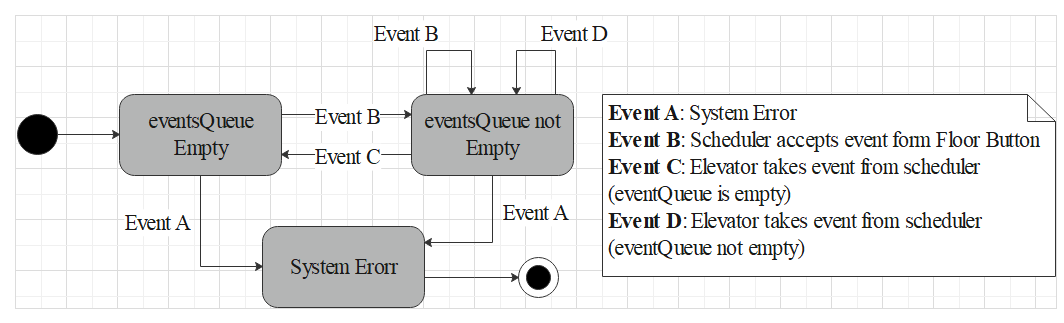 Event B
Event D
eventsQueue
Empty
Event B
Event C
eventsQueue not
Empty
Event A
Event A
System Erorr
Event A: System Error
Event B: Scheduler accepts event form Floor Button
Event C: Elevator takes event from scheduler
(eventQueue is empty)
Event D: Elevator takes event from scheduler
(eventQueue not empty)